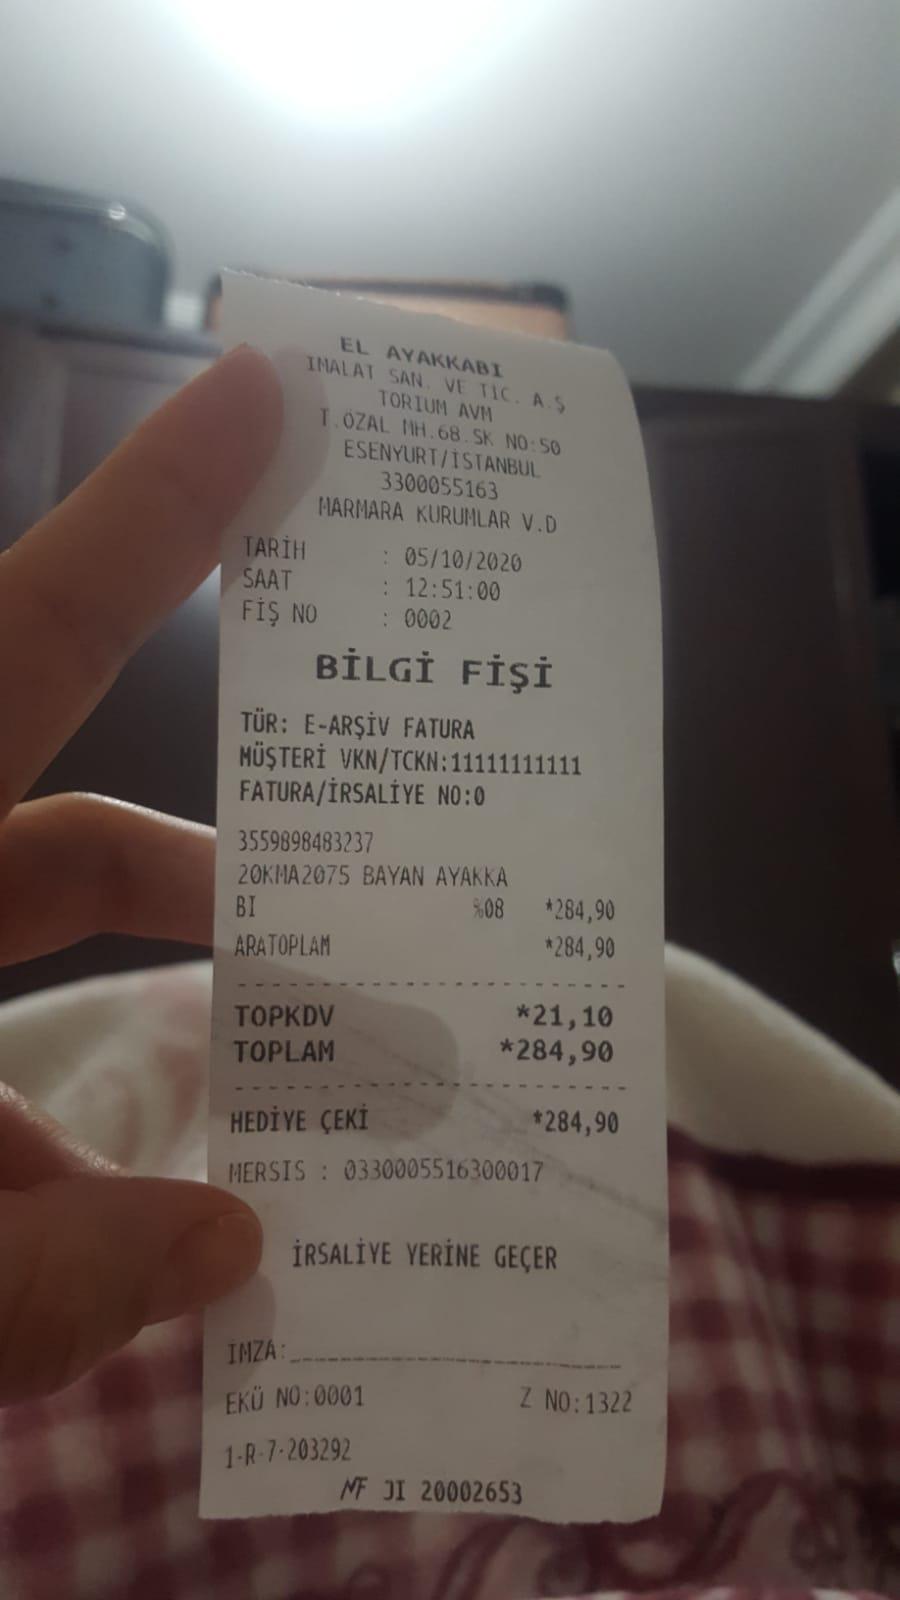 EL AYAKKABI
IMALAT SAN. VE TIC. A.Ş
TORIUM AVM
T.ÖZAL MH.68.SK NO:50
ESENYURT/İSTANBUL
3300055163
MARMARA KURUMLAR V.D
TARİH : 05/10/2020
SAAT : 12:51:00
FİŞ NO : 0002
BİLGİ FİŞİ
TÜR: E-ARŞİV FATURA
MÜŞTERİ VKN/TCKN:11111111111
FATURA/İRSALİYE NO:0
3559898483237
20KMA2075 BAYAN AYAKKA
BI %08 *284,90
ARATOPLAM *284,90
TOPKDV *21,10
TOPLAM *284,90
HEDİYE ÇEKİ *284,90
MERSIS : 0330005516300017
İRSALİYE YERİNE GEÇER
İMZA:
EKÜ NO:0001 Z NO:1322
1-R-7-203292
MF JI 20002653